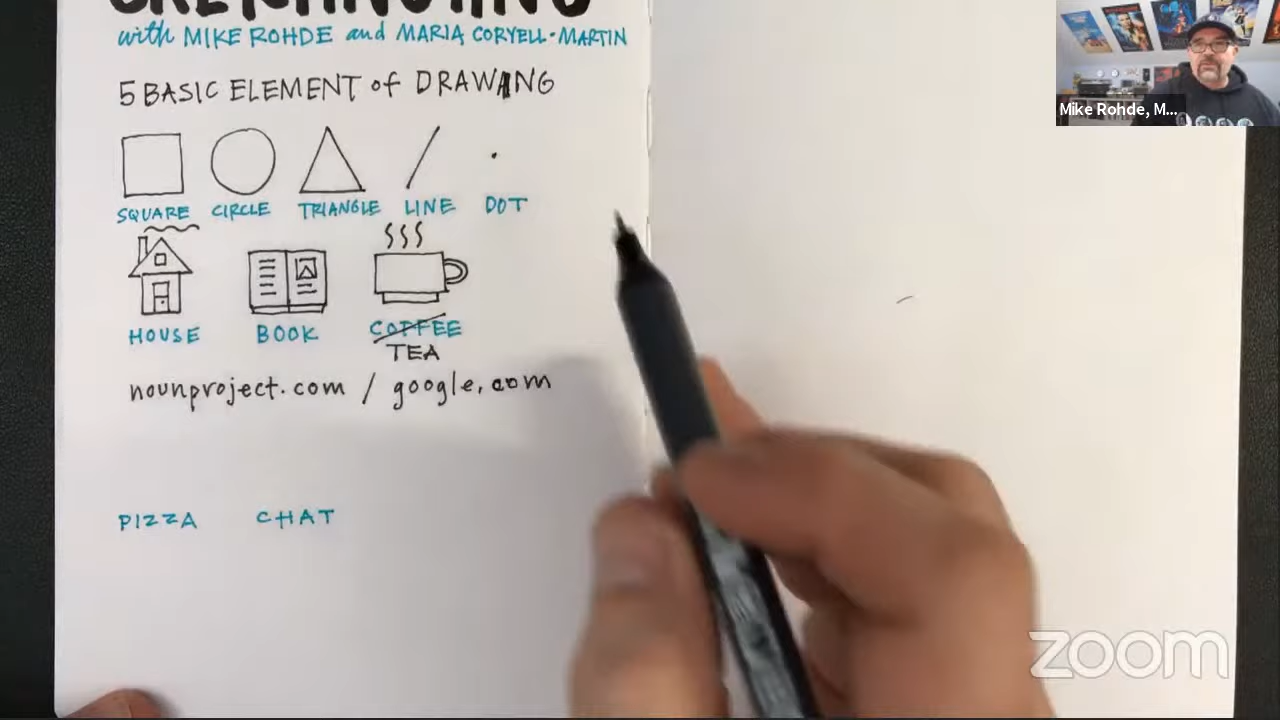 SKETCHNOTING
with MIKE ROHDE and MARIA CORYELL-MARTIN
5 BASIC ELEMENT of DRAWING
SQUARE CIRCLE TRIANGLE LINE DOT
HOUSE BOOK COFFEE
TEA
nounproject.com / google.com
PIZZA CHAT
Mike Rohde, M...
zoom